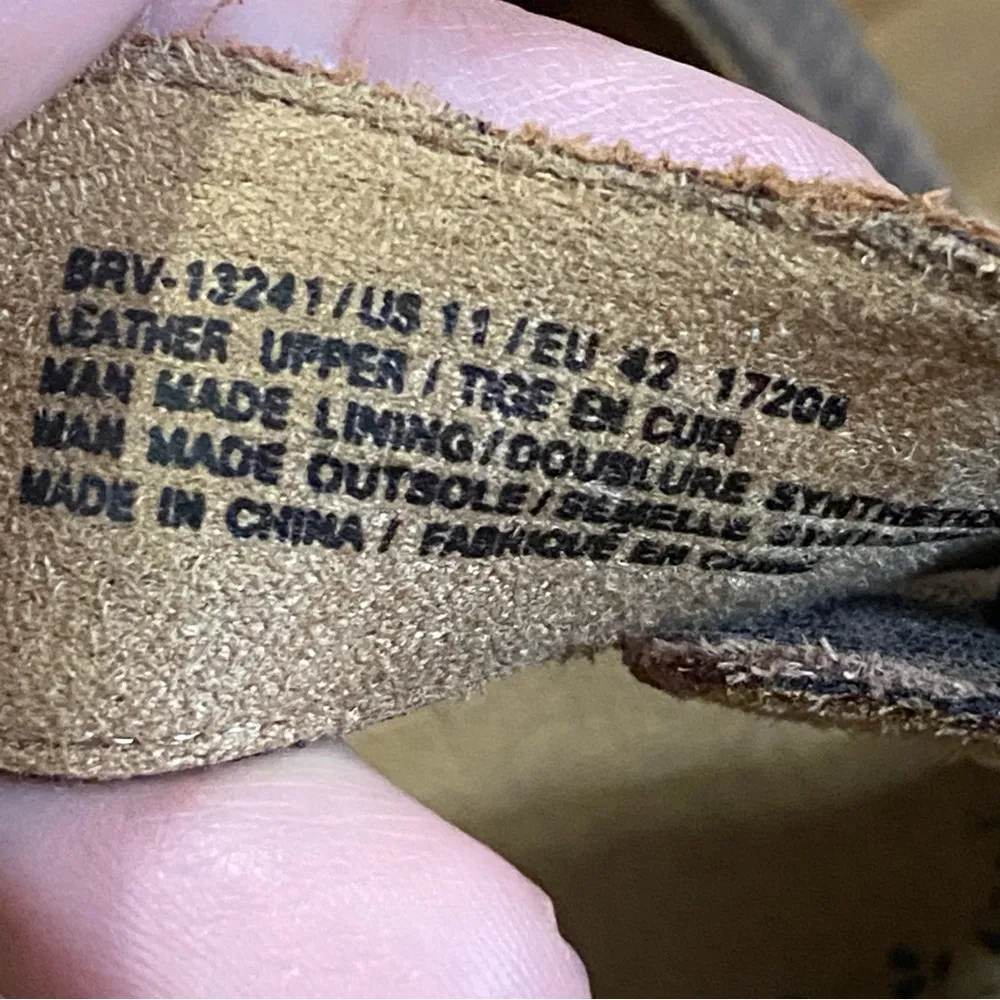 BRV-13241 / US 11 / EU 42 17206
LEATHER UPPER / TIGE EN CUIR
MAN MADE LINING / DOUBLURE
MAN MADE OUTSOLE / SEMELLE
MADE IN CHINA / FABRIQUE EN